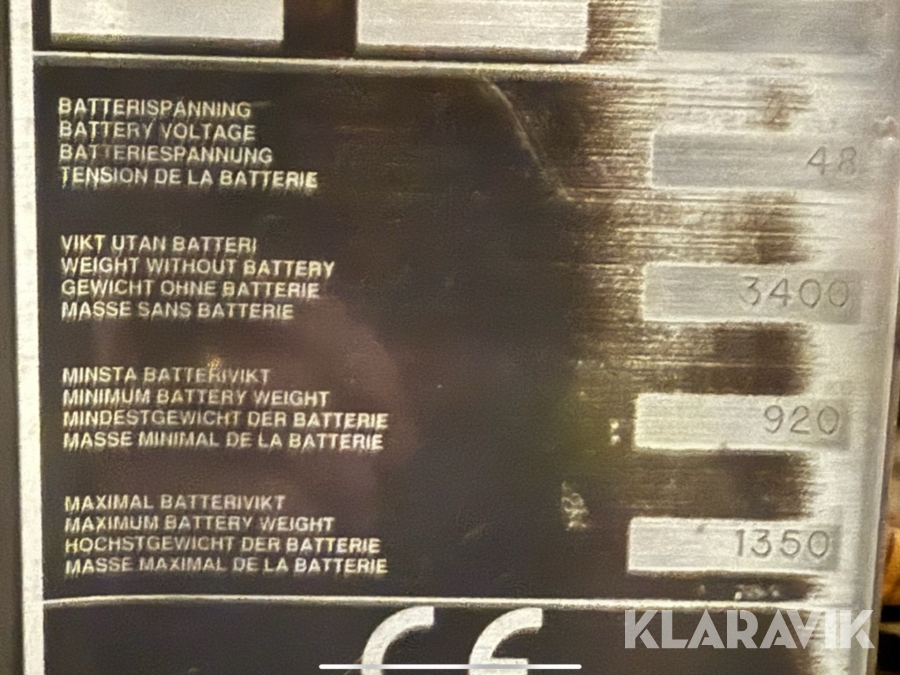 BATTERISPÄNNING
BATTERY VOLTAGE
BATTERIESPANNUNG
TENSION DE LA BATTERIE
48
VIKT UTAN BATTERI
WEIGHT WITHOUT BATTERY
GEWICHT OHNE BATTERIE
MASSE SANS BATTERIE
3400
MINSTA BATTERIVIKT
MINIMUM BATTERY WEIGHT
MINDESTGEWICHT DER BATTERIE
MASSE MINIMAL DE LA BATTERIE
920
MAXIMAL BATTERIVIKT
MAXIMUM BATTERY WEIGHT
HOCHSTGEWICHT DER BATTERIE
MASSE MAXIMAL DE LA BATTERIE
1350
CE
KLARAVIK